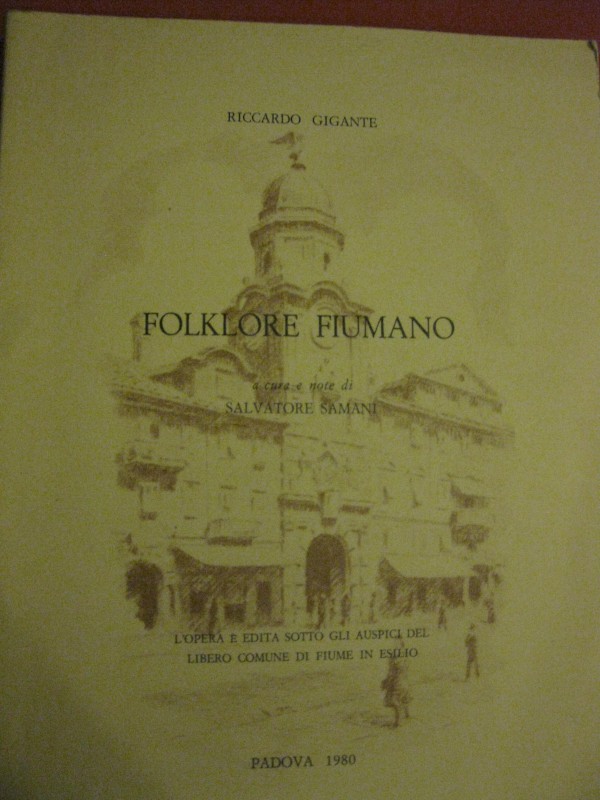 RICCARDO GIGANTE
FOLKLORE FIUMANO
a cura e note di
SALVATORE SAMANI
L'OPERA E EDITA SOTTO GLI AUSPICI DEL
LIBERO COMUNE DI FIUME IN ESILIO
PADOVA 1980